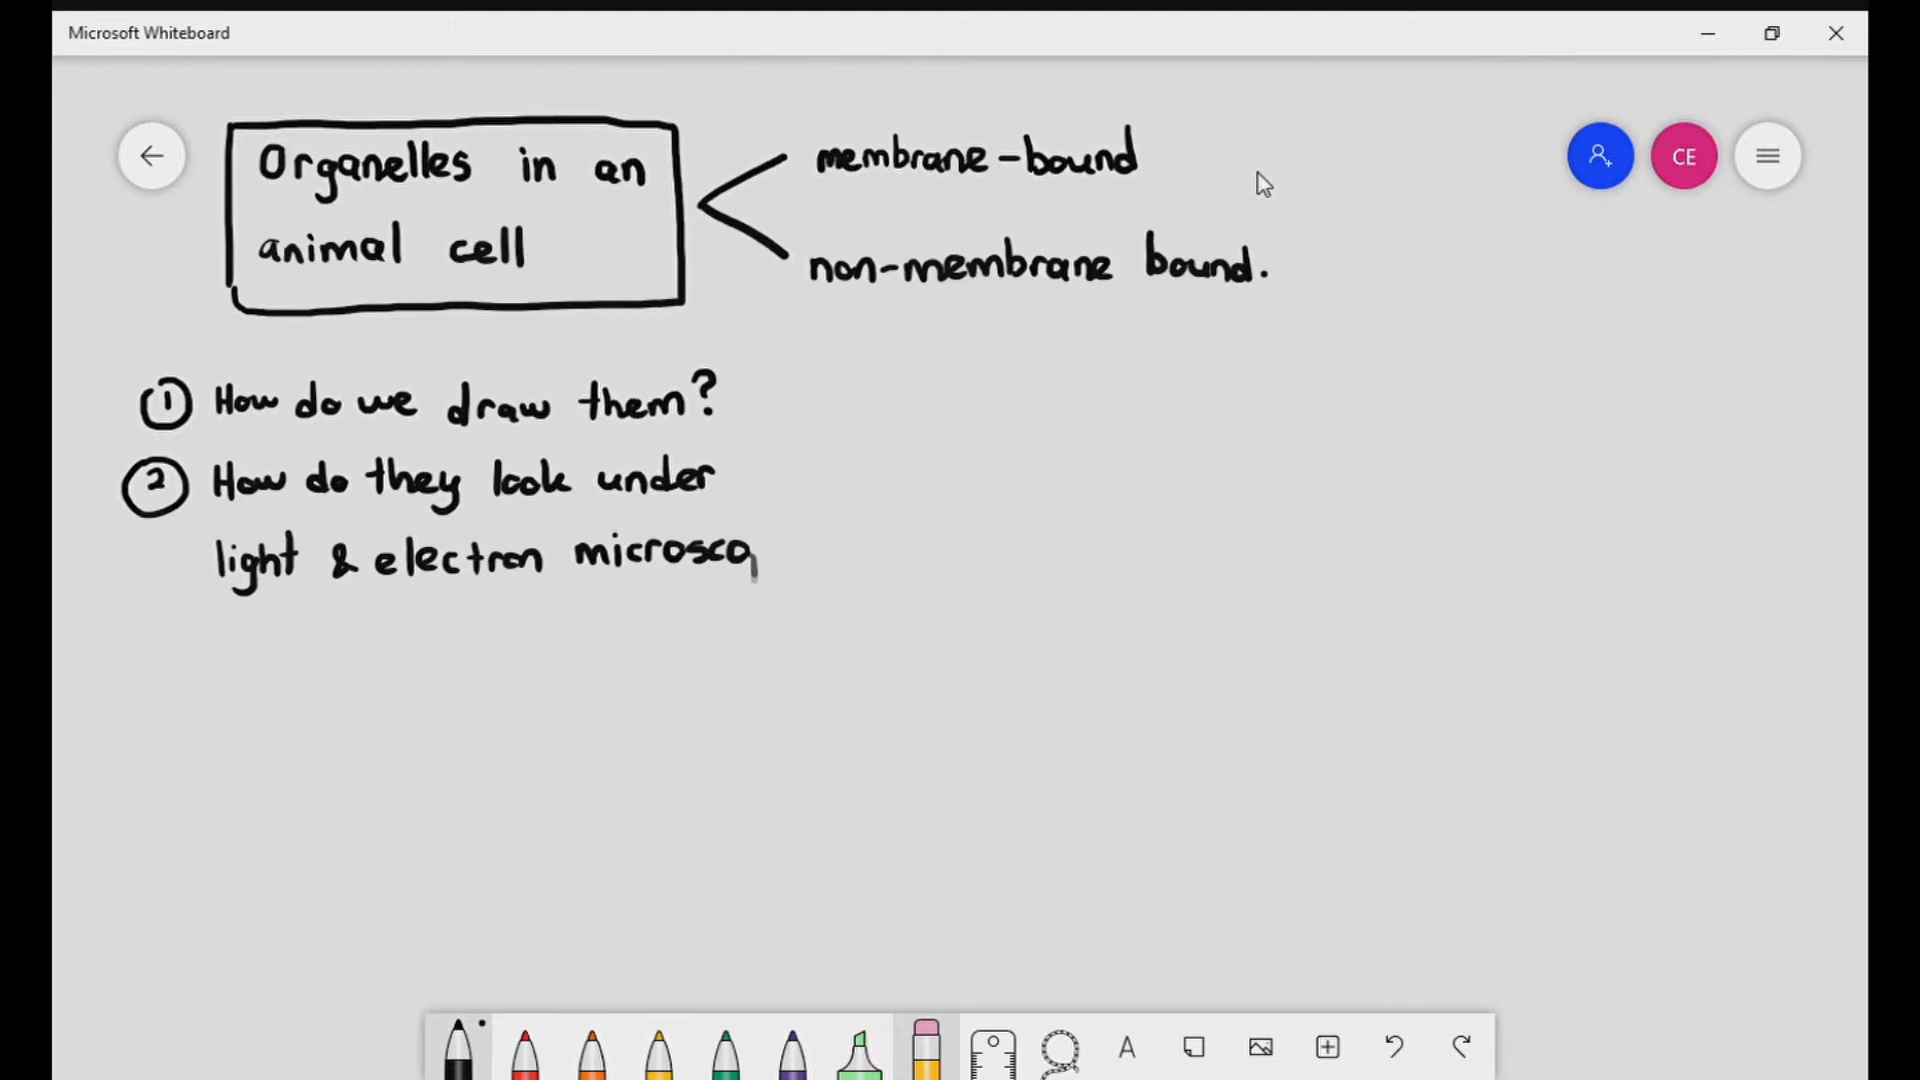 Microsoft Whiteboard
Organelles in an
animal cell
membrane-bound
non-membrane bound.
CE
① How do we draw them?
② How do they look under
light & electron microsco
A